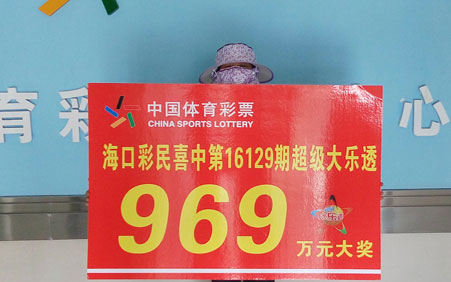 育彩
心
中国体育彩票
CHINA SPORTS LOTTERY
海口彩民喜中第16129期超级大乐透
969
万元大奖